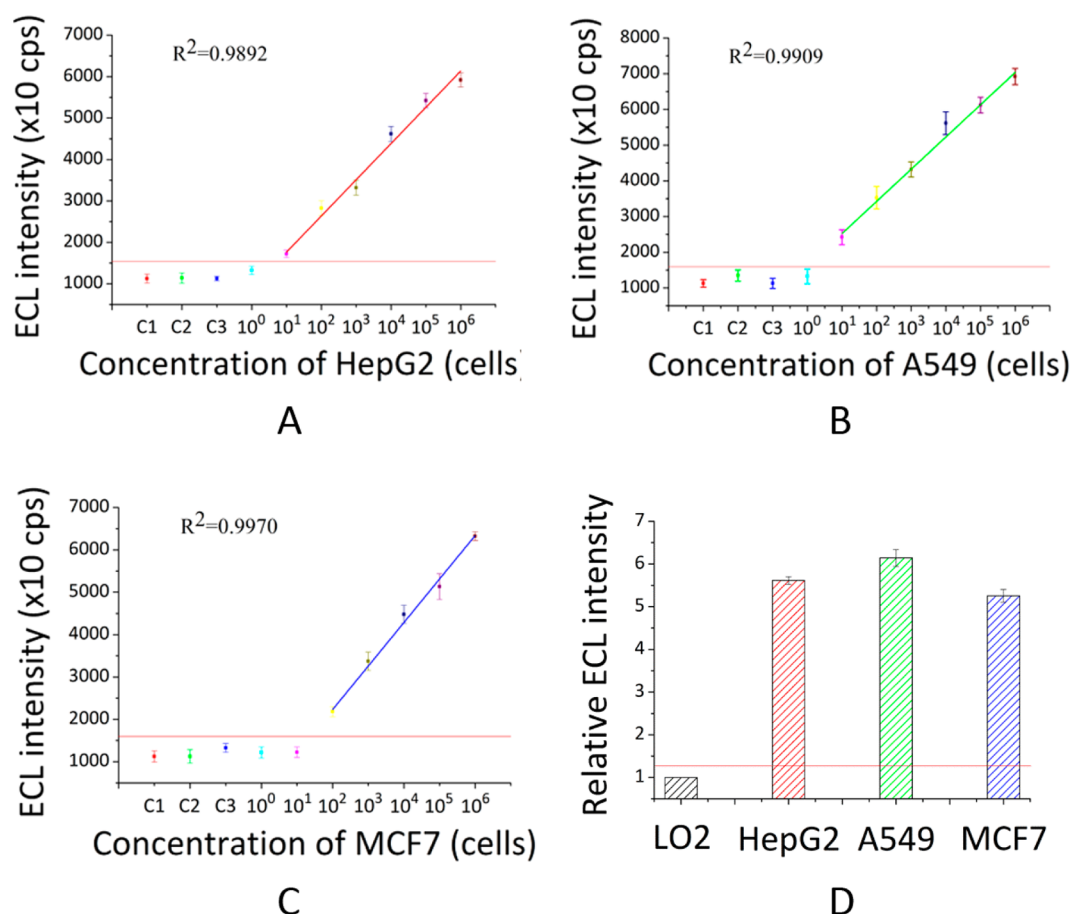 R²=0.9892
7000
6000
5000
4000
3000
2000
1000
ECL intensity (x10 cps)
C1 C2 C3 10⁰ 10¹ 10² 10³ 10⁴ 10⁵ 10⁶
Concentration of HepG2 (cells)
A
R²=0.9909
8000
7000
6000
5000
4000
3000
2000
1000
ECL intensity (x10 cps)
C1 C2 C3 10⁰ 10¹ 10² 10³ 10⁴ 10⁵ 10⁶
Concentration of A549 (cells)
B
R²=0.9970
7000
6000
5000
4000
3000
2000
1000
ECL intensity (x10 cps)
C1 C2 C3 10⁰ 10¹ 10² 10³ 10⁴ 10⁵ 10⁶
Concentration of MCF7 (cells)
C
7
6
5
4
3
2
1
Relative ECL intensity
LO2 HepG2 A549 MCF7
D